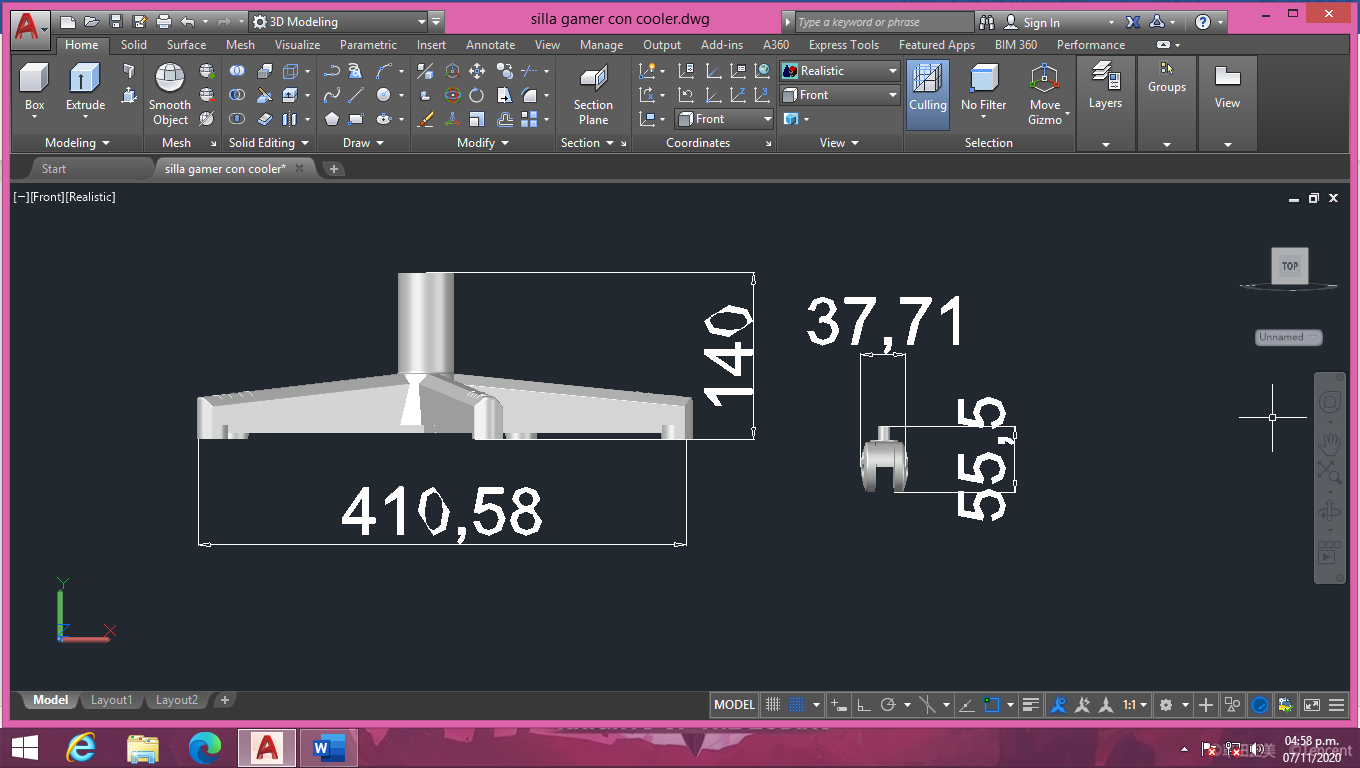 silla gamer con cooler.dwg
3D Modeling
Type a keyword or phrase
Sign In
Home Solid Surface Mesh Visualize Parametric Insert Annotate View Manage Output Add-ins A360 Express Tools Featured Apps BIM 360 Performance
Box
Extrude
Smooth
Object
Section
Plane
Realistic
Front
Front
Culling
No Filter
Move
Gizmo
Layers
Groups
View
Modeling
Mesh
Solid Editing
Draw
Modify
Section
Coordinates
View
Selection
Start
silla gamer con cooler*
[−][Front][Realistic]
TOP
Unnamed
140
37,71
55,5
410,58
Y
Z
X
Model
Layout1
Layout2
MODEL
1:1
04:58 p.m.
07/11/2020